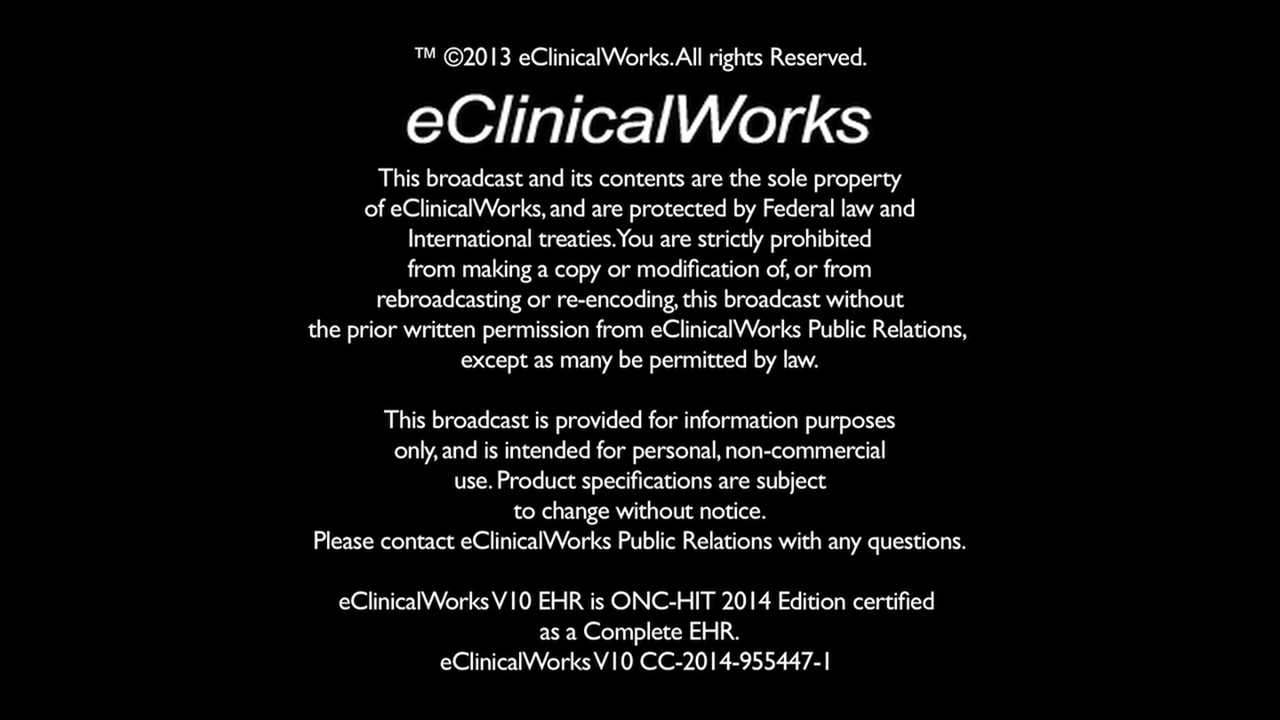 ™ ©2013 eClinicalWorks. All rights Reserved.
eClinicalWorks
This broadcast and its contents are the sole property
of eClinicalWorks, and are protected by Federal law and
International treaties. You are strictly prohibited
from making a copy or modification of, or from
rebroadcasting or re-encoding, this broadcast without
the prior written permission from eClinicalWorks Public Relations,
except as many be permitted by law.
This broadcast is provided for information purposes
only, and is intended for personal, non-commercial
use. Product specifications are subject
to change without notice.
Please contact eClinicalWorks Public Relations with any questions.
eClinicalWorks V10 EHR is ONC-HIT 2014 Edition certified
as a Complete EHR.
eClinicalWorks V10 CC-2014-955447-1